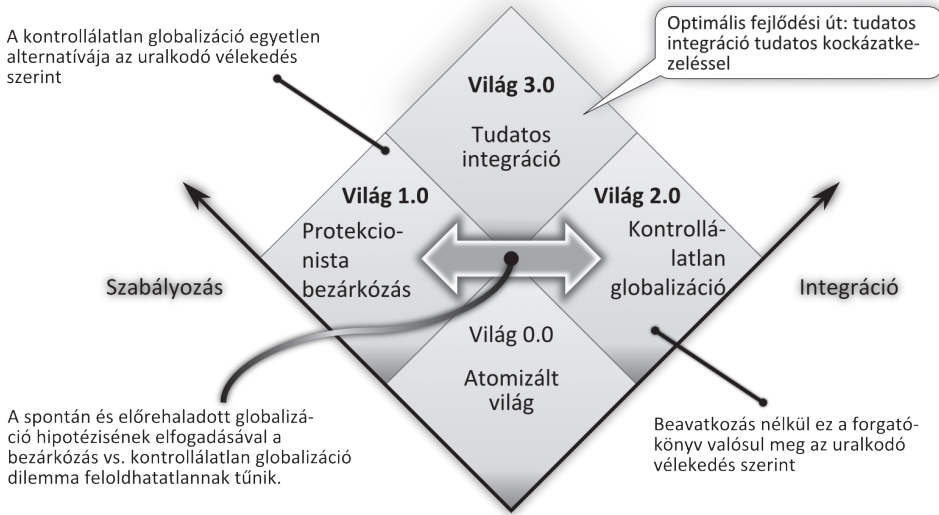 A kontrollálatlan globalizáció egyetlen
alternatívája az uralkodó vélekedés
szerint
Optimális fejlődési út: tudatos
integráció tudatos kockázatke-
zeléssel
Világ 3.0
Tudatos
integráció
Világ 1.0
Protekcio-
nista
bezárkózás
Világ 2.0
Kontrollá-
latlan
globalizáció
Szabályozás
Integráció
Világ 0.0
Atomizált
világ
A spontán és előrehaladott globalizá-
ció hipotézisének elfogadásával a
bezárkózás vs. kontrollálatlan globalizáció
dilemma feloldhatatlannak tűnik.
Beavatkozás nélkül ez a forgató-
könyv valósul meg az uralkodó
vélekedés szerint